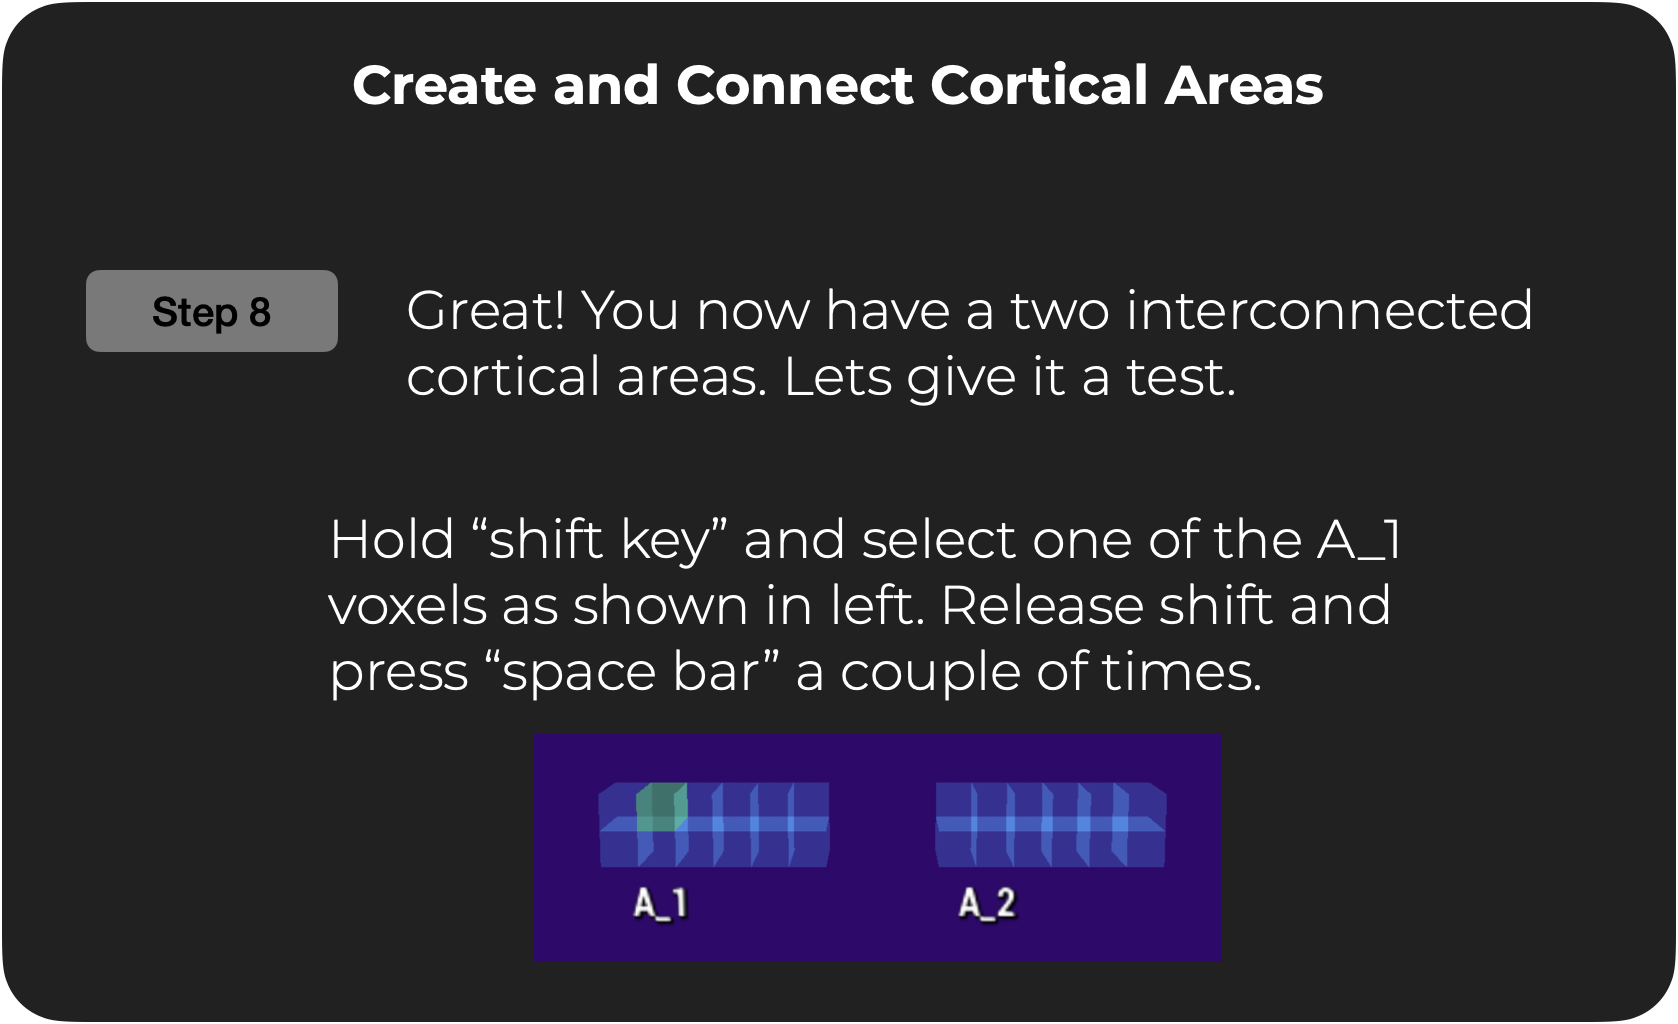 Create and Connect Cortical Areas
Step 8
Great! You now have a two interconnected
cortical areas. Lets give it a test.
Hold “shift key” and select one of the A_1
voxels as shown in left. Release shift and
press “space bar” a couple of times.
A_1
A_2